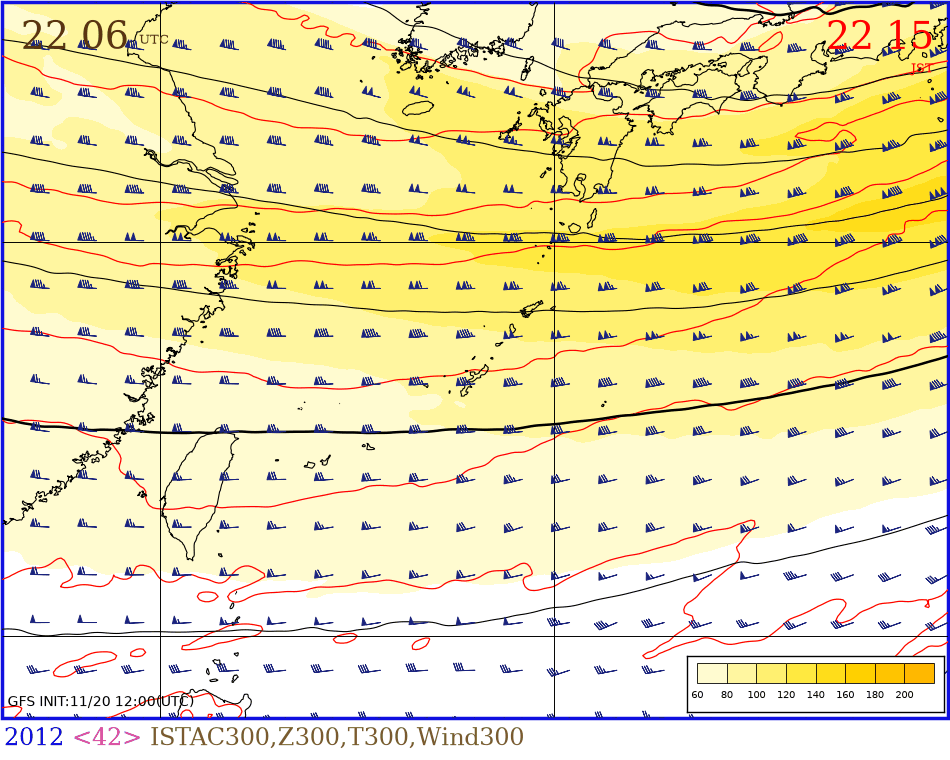 22 06 UTC
22 15
JST
60 80 100 120 140 160 180 200
GFS INIT:11/20 12:00(UTC)
2012 <42> ISTAC300,Z300,T300,Wind300